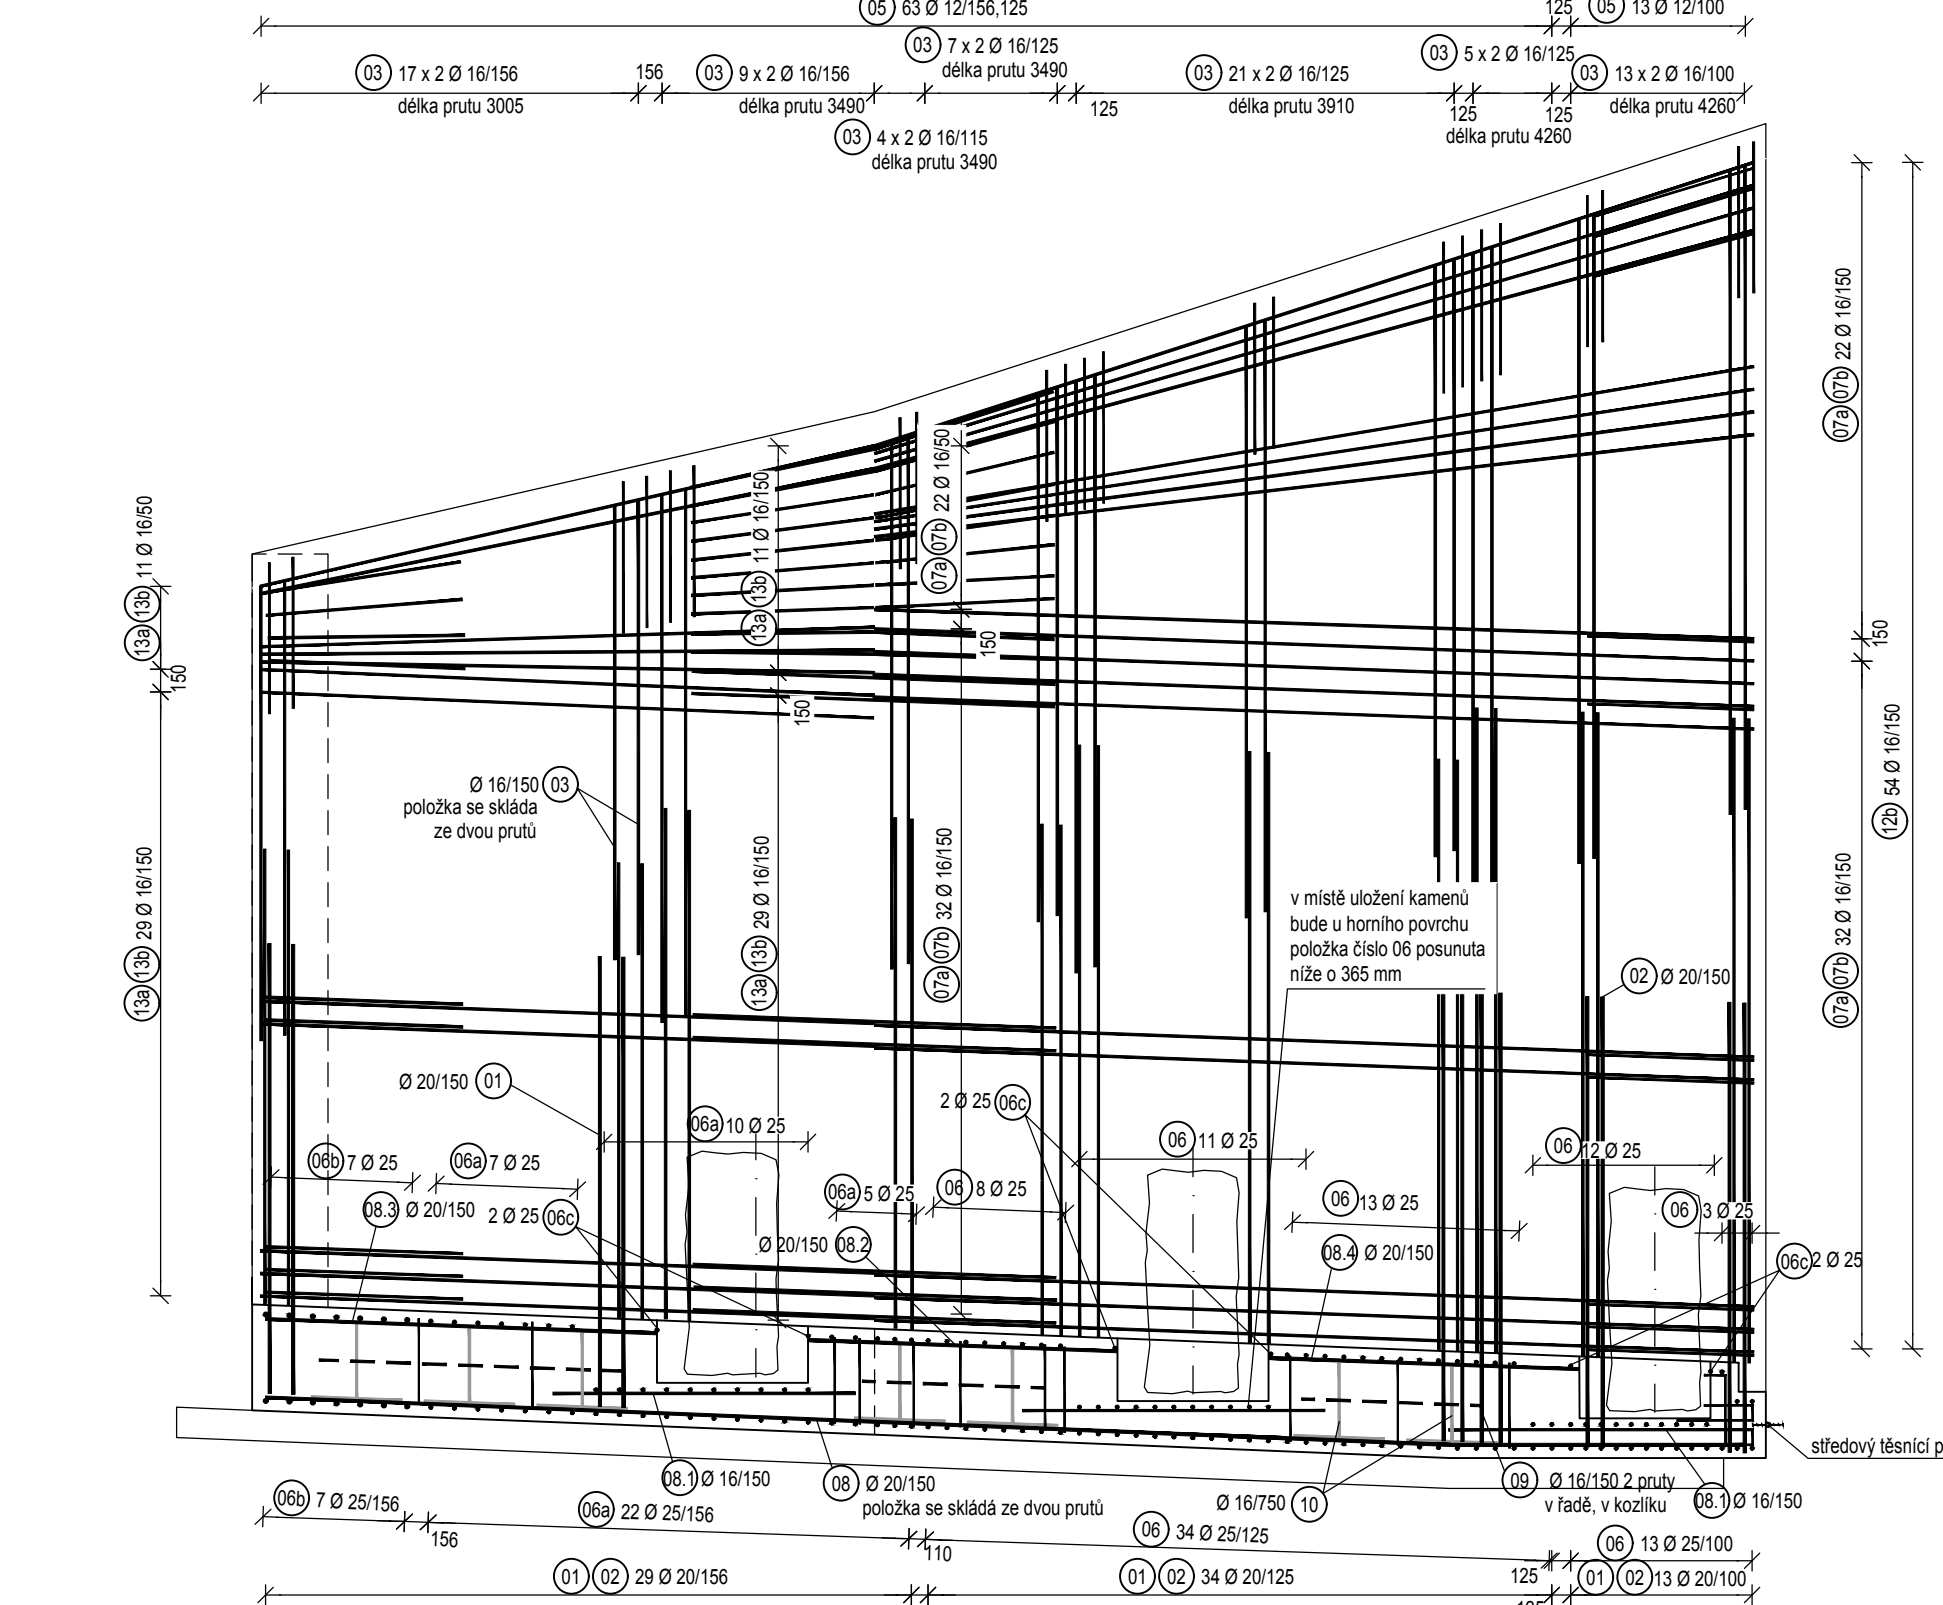 05 63 Ø 12/156,125
125
05 13 Ø 12/100
03 7 x 2 Ø 16/125
délka prutu 3490
03 5 x 2 Ø 16/125
03 17 x 2 Ø 16/156
délka prutu 3005
156
03 9 x 2 Ø 16/156
délka prutu 3490
125
03 21 x 2 Ø 16/125
délka prutu 3910
125
125
03 13 x 2 Ø 16/100
délka prutu 4260
délka prutu 4260
03 4 x 2 Ø 16/115
délka prutu 3490
13a 13b 11 Ø 16/50
150
13a 13b 29 Ø 16/150
13a 13b 11 Ø 16/150
150
13a 13b 29 Ø 16/150
07a 07b 22 Ø 16/50
150
07a 07b 32 Ø 16/150
07a 07b 22 Ø 16/150
150
07a 07b 32 Ø 16/150
12b 54 Ø 16/150
Ø 16/150 03
položka se skláda
ze dvou prutů
v místě uložení kamenů
bude u horního povrchu
položka číslo 06 posunuta
níže o 365 mm
02 Ø 20/150
Ø 20/150 01
06a 10 Ø 25
2 Ø 25 06c
06 11 Ø 25
06 12 Ø 25
06b 7 Ø 25
06a 7 Ø 25
06a 5 Ø 25
06 8 Ø 25
06 13 Ø 25
06 3 Ø 25
08.3 Ø 20/150
2 Ø 25 06c
Ø 20/150 08.2
08.4 Ø 20/150
06c 2 Ø 25
středový těsnící p
08.1 Ø 16/150
08 Ø 20/150
položka se skládá ze dvou prutů
Ø 16/750 10
09 Ø 16/150 2 pruty
v řadě, v kozlíku
08.1 Ø 16/150
06b 7 Ø 25/156
156
06a 22 Ø 25/156
110
06 34 Ø 25/125
125
06 13 Ø 25/100
01 02 29 Ø 20/156
01 02 34 Ø 20/125
01 02 13 Ø 20/100